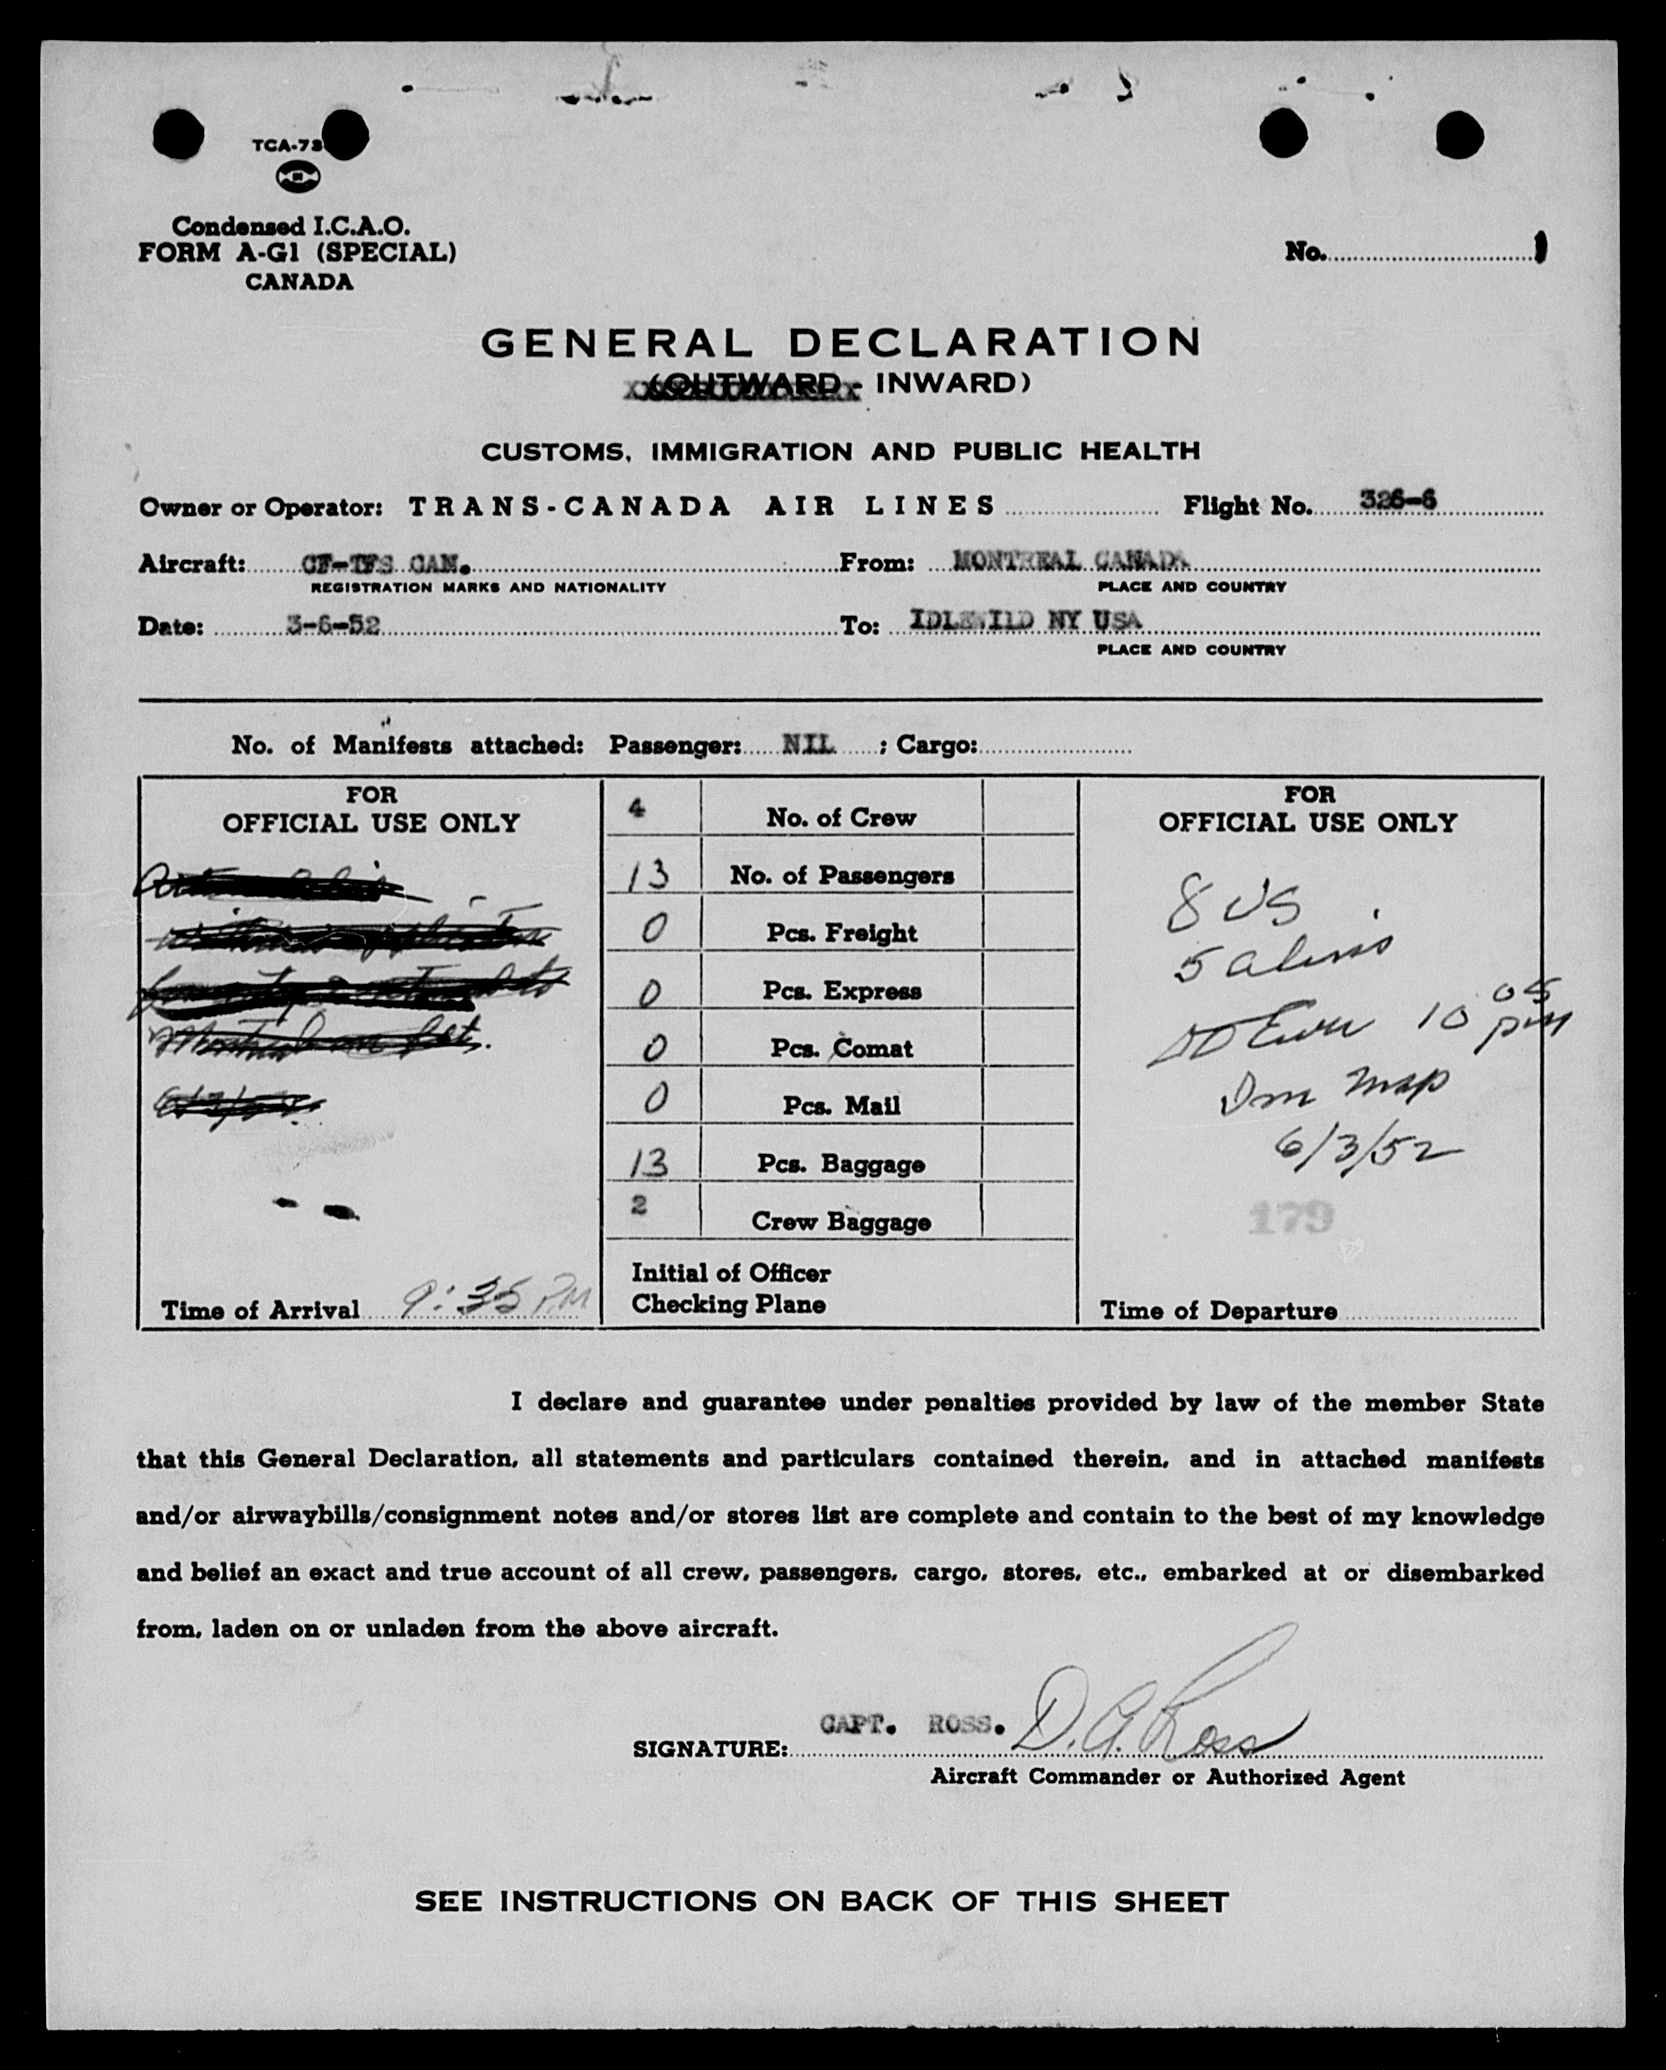 TCA-73
Condensed I.C.A.O.
FORM A-G1 (SPECIAL)
CANADA
No. 1
GENERAL DECLARATION
(OUTWARD - INWARD)
CUSTOMS, IMMIGRATION AND PUBLIC HEALTH
Owner or Operator: TRANS-CANADA AIR LINES Flight No. 326-6
Aircraft: CF-TFS CAN. From: MONTREAL CANADA
REGISTRATION MARKS AND NATIONALITY PLACE AND COUNTRY
Date: 3-6-52 To: IDLEWILD NY USA
PLACE AND COUNTRY
No. of Manifests attached: Passenger: NIL ; Cargo:
FOR
OFFICIAL USE ONLY
Time of Arrival 9:35 PM
4 No. of Crew
13 No. of Passengers
0 Pcs. Freight
0 Pcs. Express
0 Pcs. Comat
0 Pcs. Mail
13 Pcs. Baggage
2 Crew Baggage
Initial of Officer
Checking Plane
FOR
OFFICIAL USE ONLY
8 US
5 aliens
10 05 pm
6/3/52
179
Time of Departure
I declare and guarantee under penalties provided by law of the member State
that this General Declaration, all statements and particulars contained therein, and in attached manifests
and/or airwaybills/consignment notes and/or stores list are complete and contain to the best of my knowledge
and belief an exact and true account of all crew, passengers, cargo, stores, etc., embarked at or disembarked
from, laden on or unladen from the above aircraft.
SIGNATURE: CAPT. ROSS. D. A. Ross
Aircraft Commander or Authorized Agent
SEE INSTRUCTIONS ON BACK OF THIS SHEET